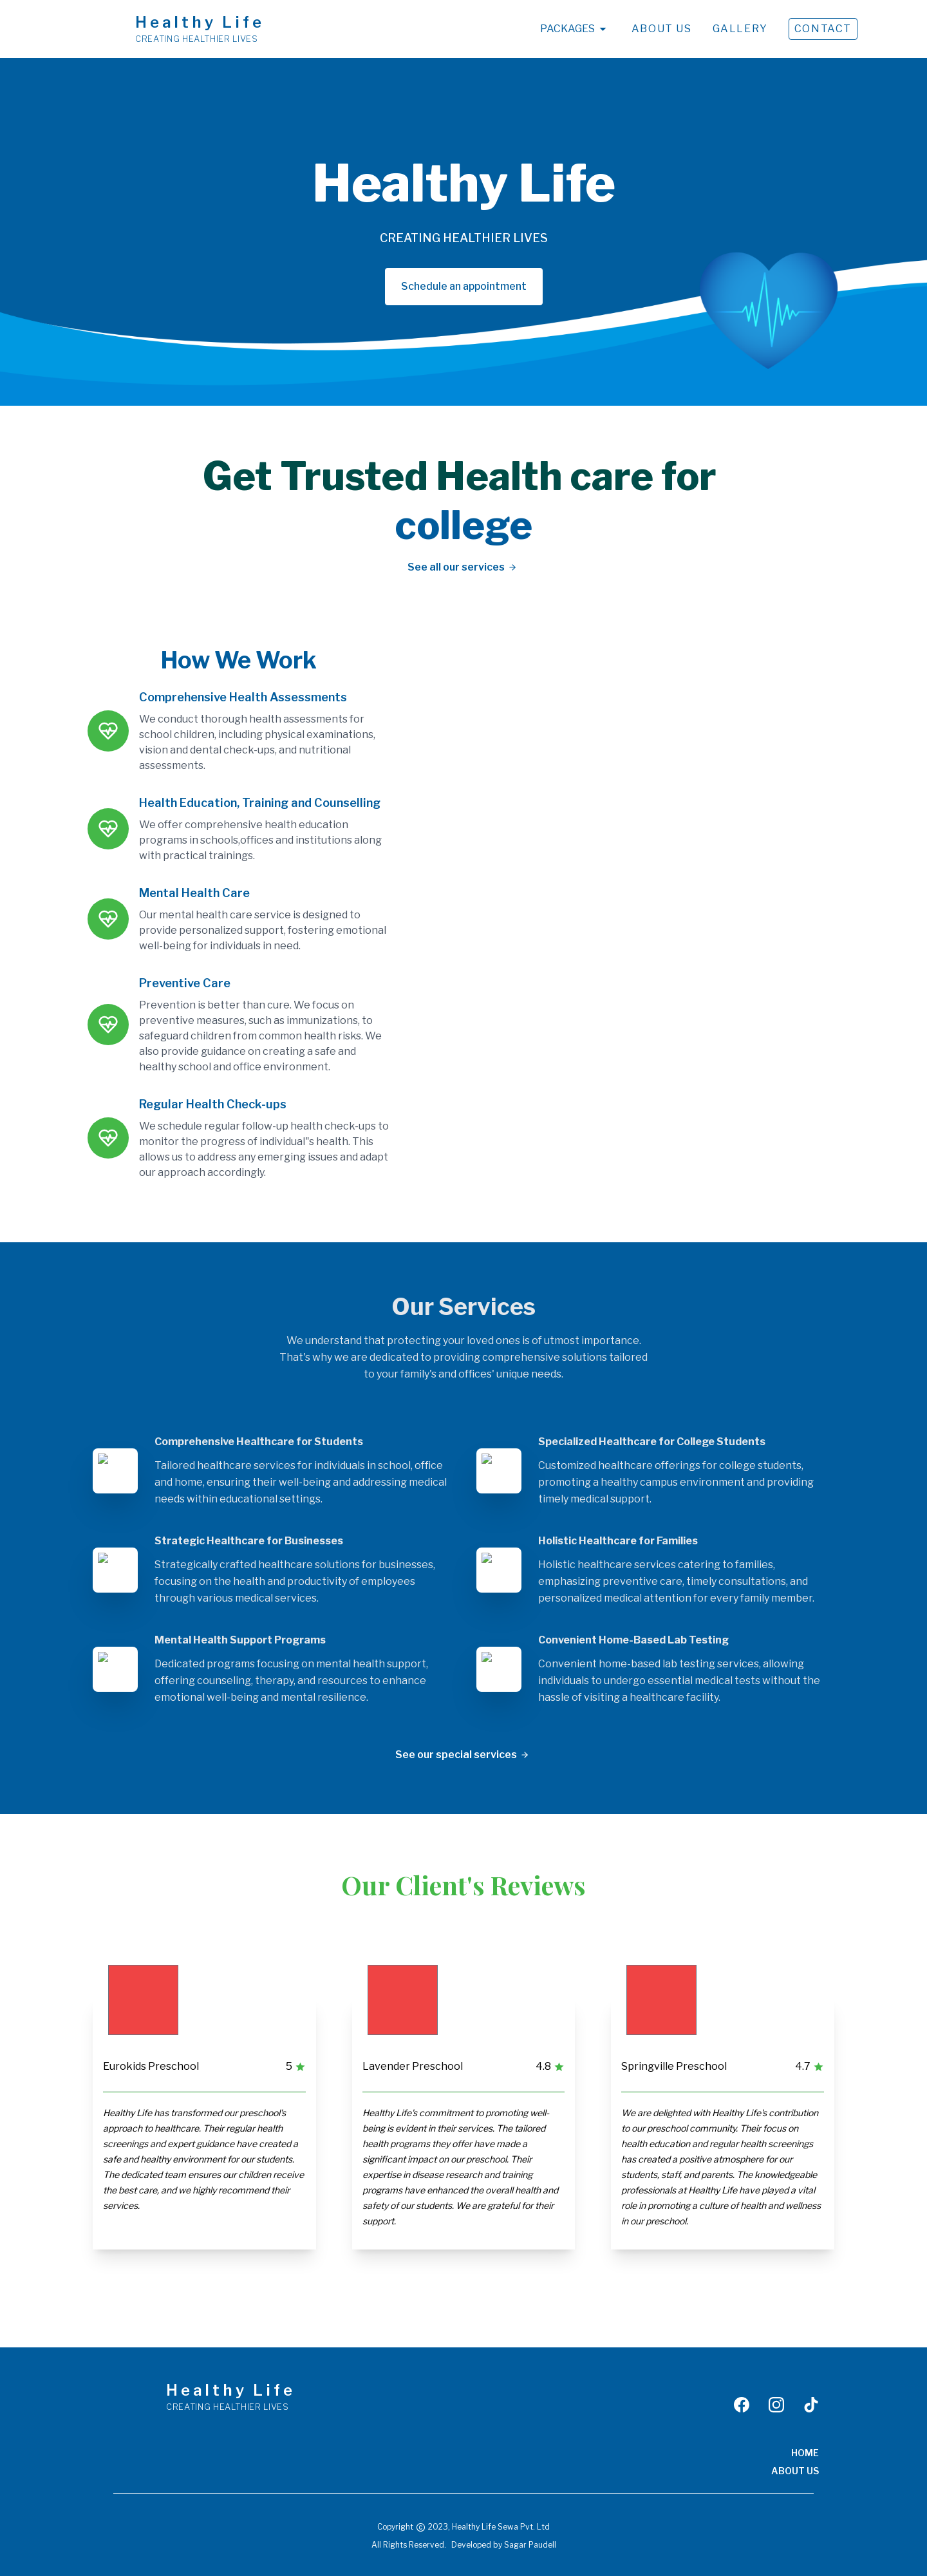 Healthy Life
CREATING HEALTHIER LIVES
PACKAGES
ABOUT US
GALLERY
CONTACT
Healthy Life
CREATING HEALTHIER LIVES
Schedule an appointment
Get Trusted Health care for
college
See all our services
How We Work
Comprehensive Health Assessments
We conduct thorough health assessments for
school children, including physical examinations,
vision and dental check-ups, and nutritional
assessments.
Health Education, Training and Counselling
We offer comprehensive health education
programs in schools,offices and institutions along
with practical trainings.
Mental Health Care
Our mental health care service is designed to
provide personalized support, fostering emotional
well-being for individuals in need.
Preventive Care
Prevention is better than cure. We focus on
preventive measures, such as immunizations, to
safeguard children from common health risks. We
also provide guidance on creating a safe and
healthy school and office environment.
Regular Health Check-ups
We schedule regular follow-up health check-ups to
monitor the progress of individual"s health. This
allows us to address any emerging issues and adapt
our approach accordingly.
Our Services
We understand that protecting your loved ones is of utmost importance.
That's why we are dedicated to providing comprehensive solutions tailored
to your family's and offices' unique needs.
Comprehensive Healthcare for Students
Tailored healthcare services for individuals in school, office
and home, ensuring their well-being and addressing medical
needs within educational settings.
Specialized Healthcare for College Students
Customized healthcare offerings for college students,
promoting a healthy campus environment and providing
timely medical support.
Strategic Healthcare for Businesses
Strategically crafted healthcare solutions for businesses,
focusing on the health and productivity of employees
through various medical services.
Holistic Healthcare for Families
Holistic healthcare services catering to families,
emphasizing preventive care, timely consultations, and
personalized medical attention for every family member.
Mental Health Support Programs
Dedicated programs focusing on mental health support,
offering counseling, therapy, and resources to enhance
emotional well-being and mental resilience.
Convenient Home-Based Lab Testing
Convenient home-based lab testing services, allowing
individuals to undergo essential medical tests without the
hassle of visiting a healthcare facility.
See our special services
Our Client's Reviews
Eurokids Preschool 5
Healthy Life has transformed our preschool's
approach to healthcare. Their regular health
screenings and expert guidance have created a
safe and healthy environment for our students.
The dedicated team ensures our children receive
the best care, and we highly recommend their
services.
Lavender Preschool 4.8
Healthy Life's commitment to promoting well-
being is evident in their services. The tailored
health programs they offer have made a
significant impact on our preschool. Their
expertise in disease research and training
programs have enhanced the overall health and
safety of our students. We are grateful for their
support.
Springville Preschool 4.7
We are delighted with Healthy Life's contribution
to our preschool community. Their focus on
health education and regular health screenings
has created a positive atmosphere for our
students, staff, and parents. The knowledgeable
professionals at Healthy Life have played a vital
role in promoting a culture of health and wellness
in our preschool.
Healthy Life
CREATING HEALTHIER LIVES
HOME
ABOUT US
Copyright © 2023, Healthy Life Sewa Pvt. Ltd
All Rights Reserved. Developed by Sagar Paudell